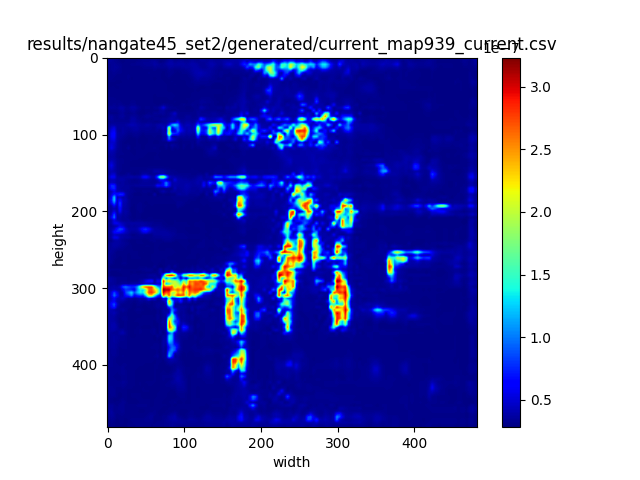 results/nangate45_set2/generated/current_map939_current.csv
1e−7
0
100
200
300
400
height
0 100 200 300 400
width
3.0
2.5
2.0
1.5
1.0
0.5